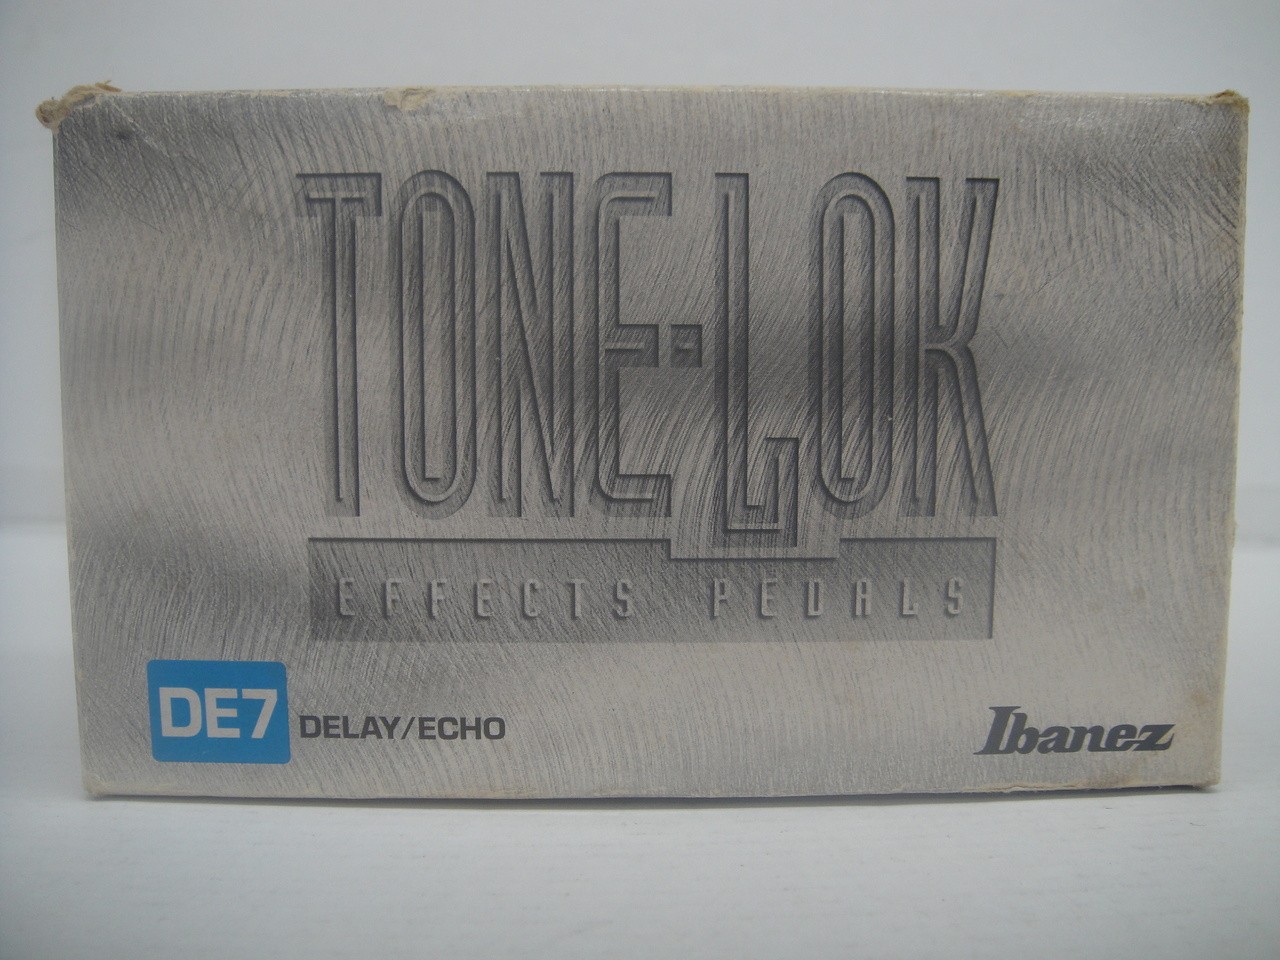 TONE-LOK
EFFECTS PEDALS
DE7 DELAY/ECHO
Ibanez